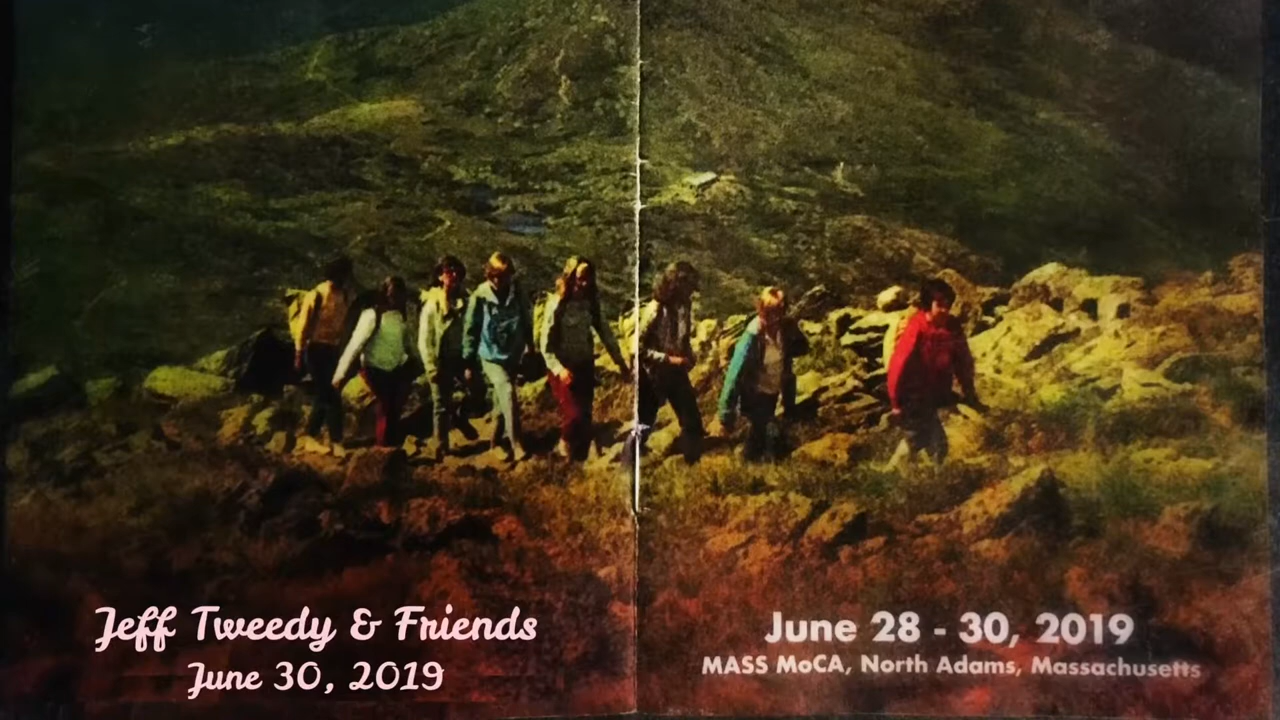 Jeff Tweedy & Friends
June 30, 2019
June 28 - 30, 2019
MASS MoCA, North Adams, Massachusetts